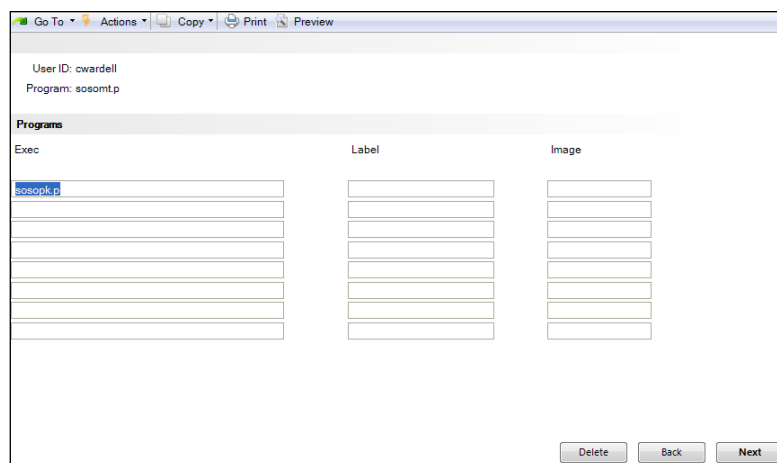 Go To Actions Copy Print Preview
User ID: cwardell
Program: sosomt.p
Programs
Exec Label Image
sosopk.p
Delete Back Next